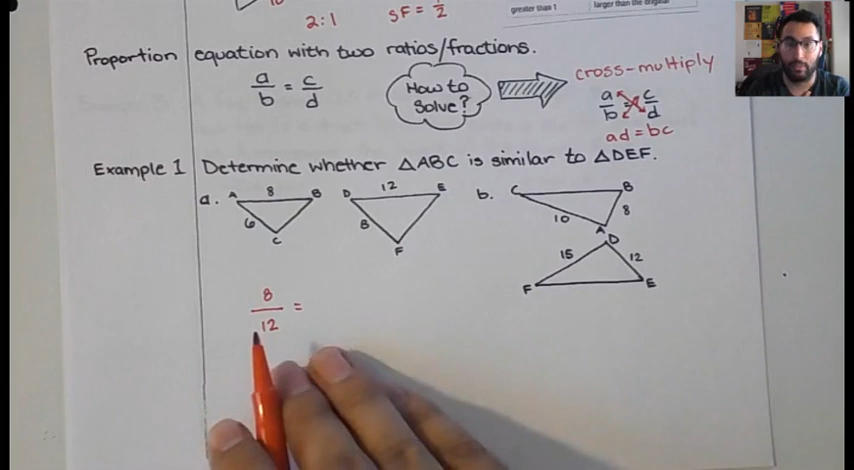 2:1
SF = 1/2
greater than 1
larger than the original
Proportion
equation with two ratios/fractions.
a/b = c/d
How to
Solve?
cross-multiply
a/b = c/d
ad = bc
Example 1
Determine whether △ABC is similar to △DEF.
a.
A 8 B
6
C
D 12 E
8
F
b.
C B
10 8
A
D
15 12
F E
8/12 =